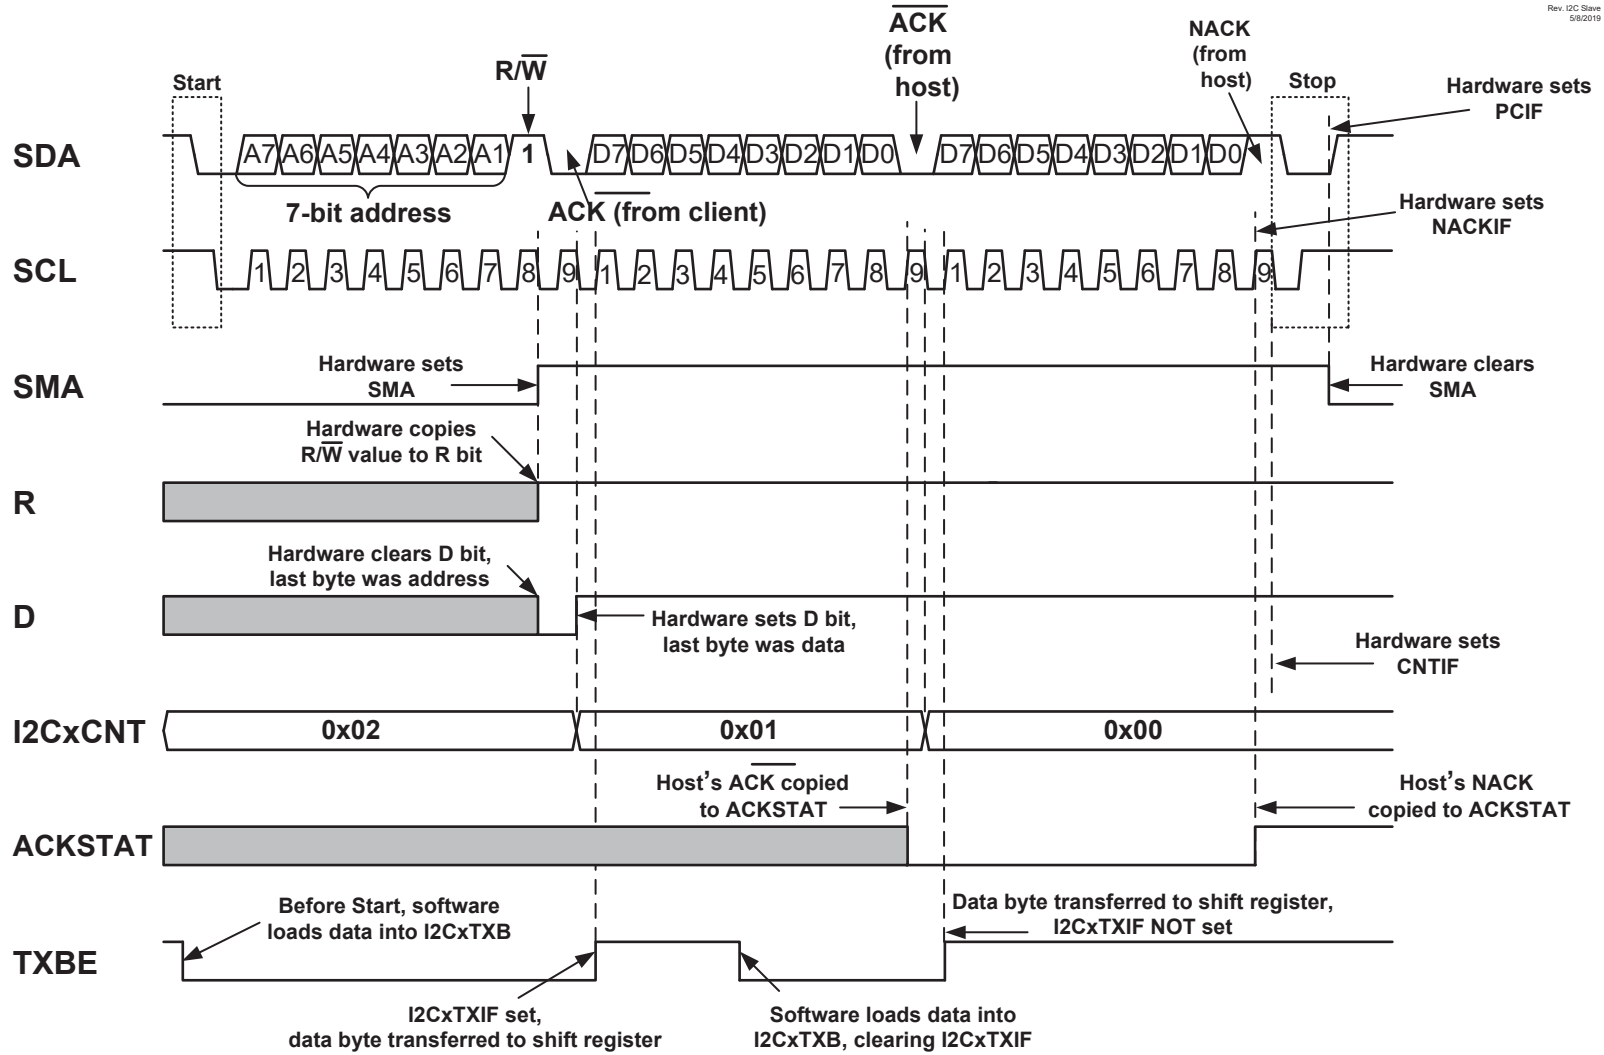 Rev. I2C Slave
5/8/2019
ACK
(from
host)
NACK
(from
host)
R/W
Start
Stop
Hardware sets
PCIF
SDA
A7 A6 A5 A4 A3 A2 A1 1 D7 D6 D5 D4 D3 D2 D1 D0 D7 D6 D5 D4 D3 D2 D1 D0
7-bit address
ACK (from client)
Hardware sets
NACKIF
SCL
1 2 3 4 5 6 7 8 9 1 2 3 4 5 6 7 8 9 1 2 3 4 5 6 7 8 9
SMA
Hardware sets
SMA
Hardware clears
SMA
Hardware copies
R/W value to R bit
R
Hardware clears D bit,
last byte was address
D
Hardware sets D bit,
last byte was data
Hardware sets
CNTIF
I2CxCNT
0x02 0x01 0x00
Host’s ACK copied
to ACKSTAT
Host’s NACK
copied to ACKSTAT
ACKSTAT
Before Start, software
loads data into I2CxTXB
Data byte transferred to shift register,
I2CxTXIF NOT set
TXBE
I2CxTXIF set,
data byte transferred to shift register
Software loads data into
I2CxTXB, clearing I2CxTXIF